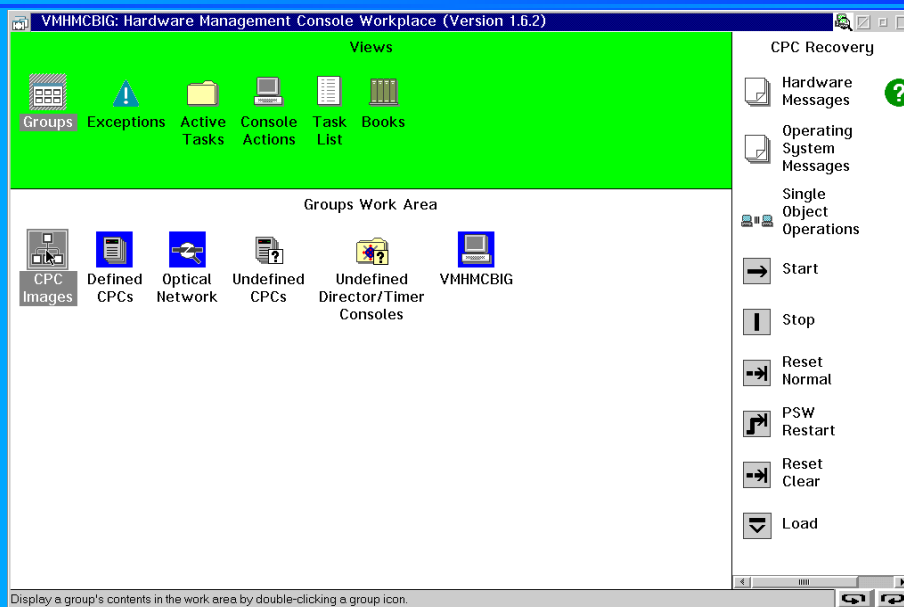 VMHMCBIG: Hardware Management Console Workplace (Version 1.6.2)
Views
Groups
Exceptions
Active
Tasks
Console
Actions
Task
List
Books
Groups Work Area
CPC
Images
Defined
CPCs
Optical
Network
Undefined
CPCs
Undefined
Director/Timer
Consoles
VMHMCBIG
CPC Recovery
Hardware
Messages
Operating
System
Messages
Single
Object
Operations
Start
Stop
Reset
Normal
PSW
Restart
Reset
Clear
Load
Display a group's contents in the work area by double-clicking a group icon.